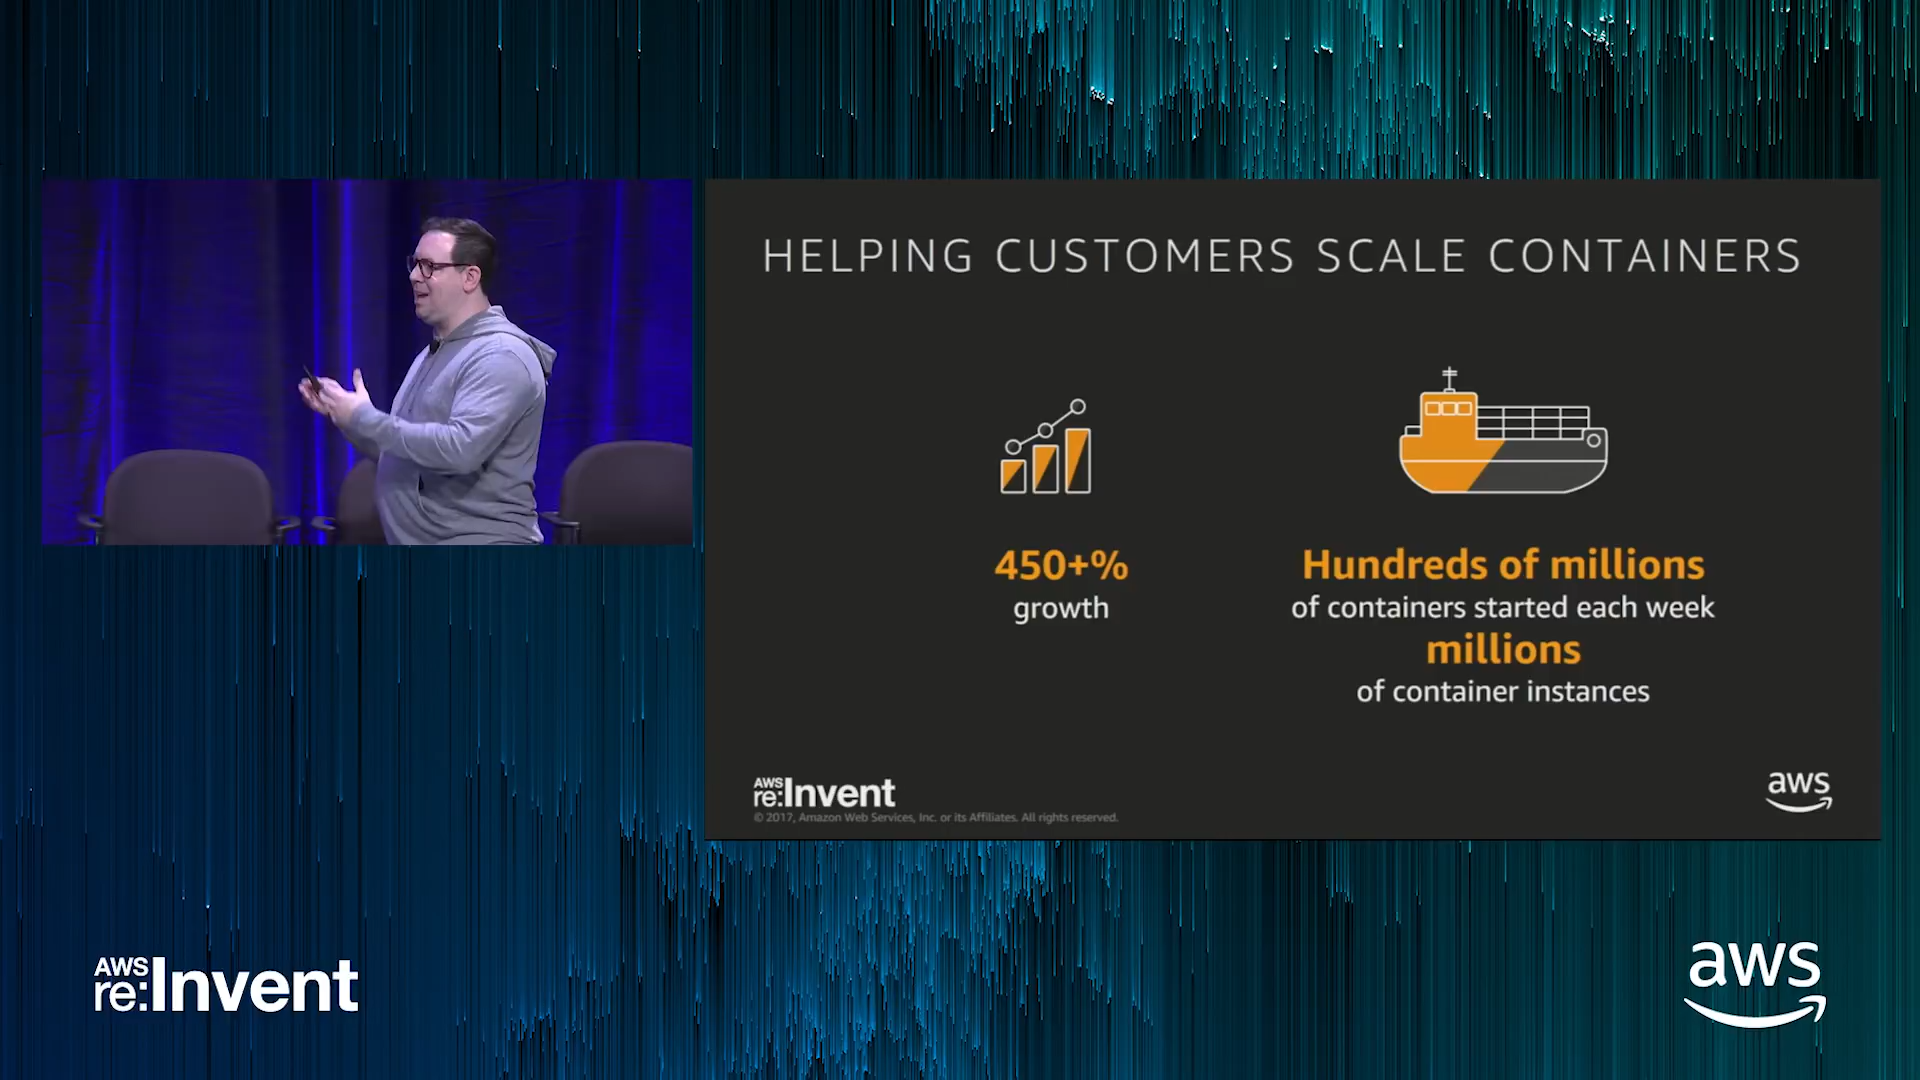 HELPING CUSTOMERS SCALE CONTAINERS
450+%
growth
Hundreds of millions
of containers started each week
millions
of container instances
AWS
re:Invent
© 2017, Amazon Web Services, Inc. or its Affiliates. All rights reserved.
aws
AWS
re:Invent
aws